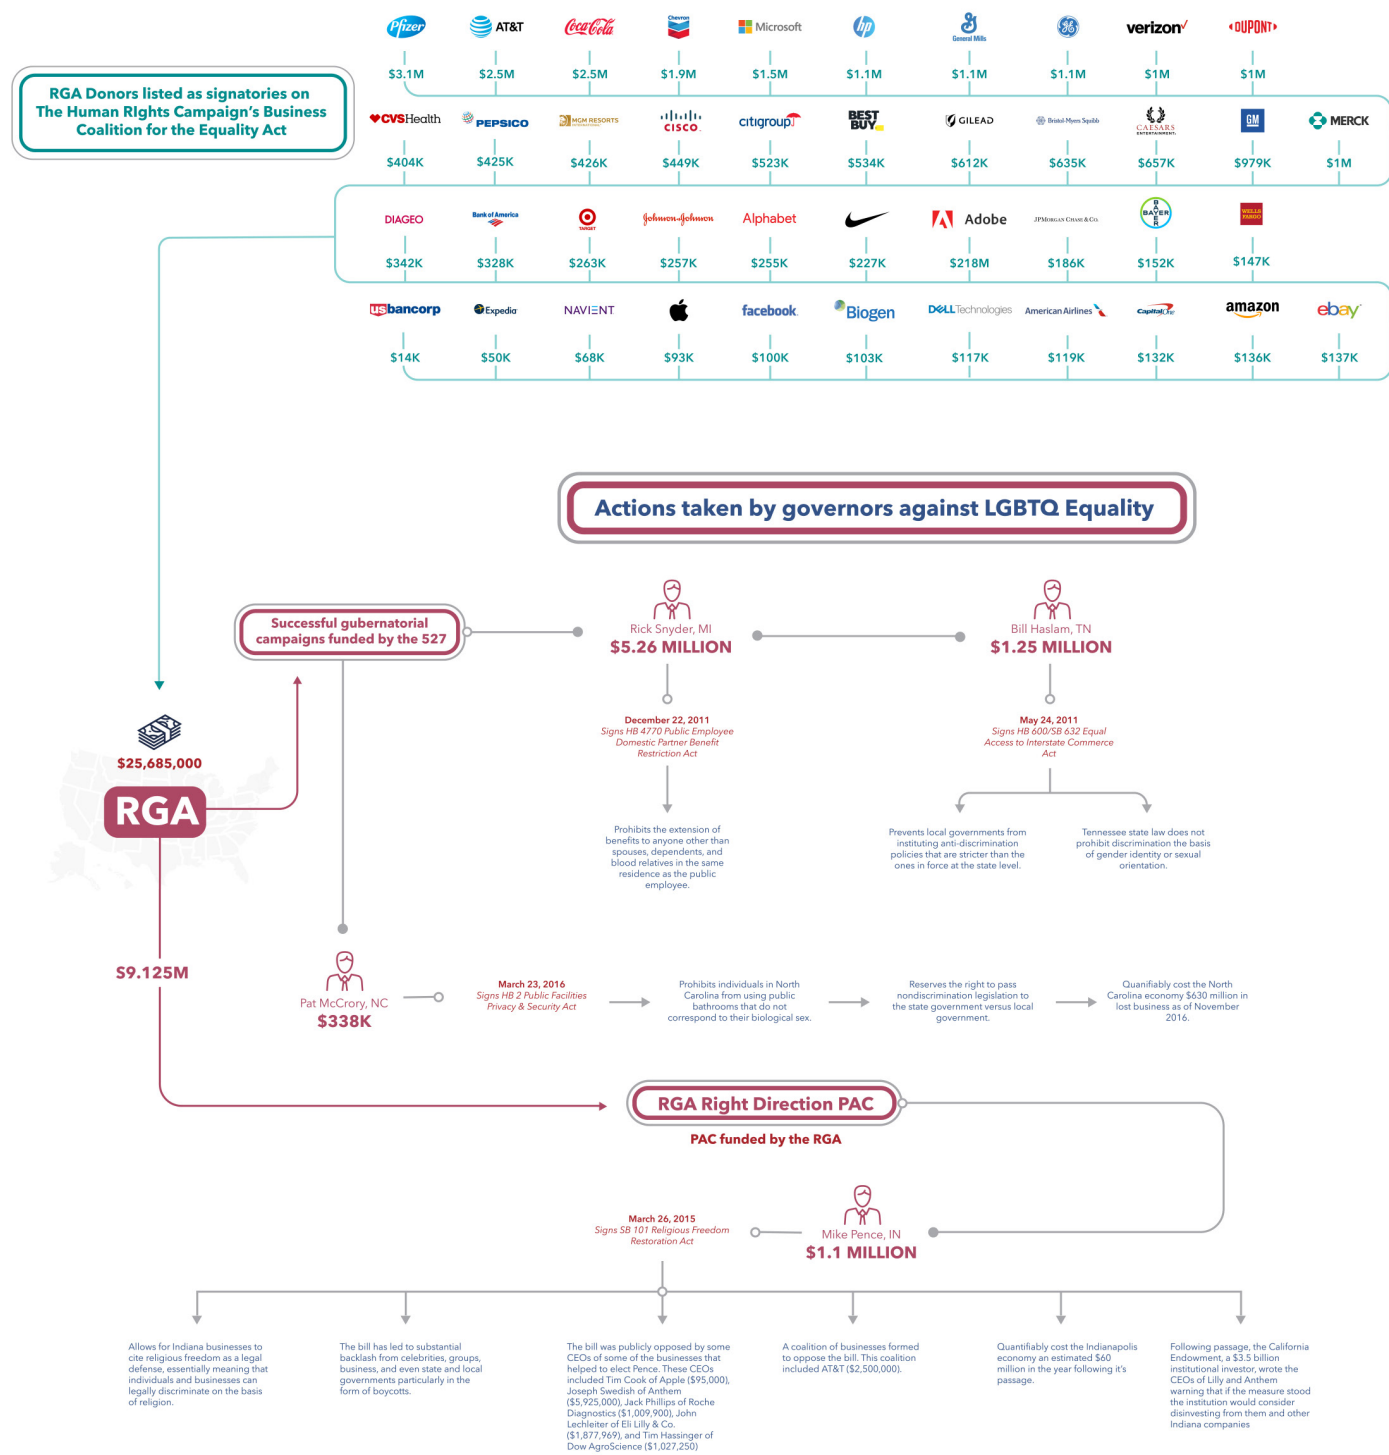 Pfizer
AT&T
Coca-Cola
Chevron
Microsoft
hp
General Mills
GE
verizon
DUPONT
$3.1M
$2.5M
$2.5M
$1.9M
$1.5M
$1.1M
$1.1M
$1.1M
$1M
$1M
RGA Donors listed as signatories on
The Human RIghts Campaign's Business
Coalition for the Equality Act
CVSHealth
PEPSICO
MGM RESORTS
INTERNATIONAL
CISCO
citigroup
BEST
BUY
GILEAD
Bristol-Myers Squibb
CAESARS
ENTERTAINMENT
GM
MERCK
$404K
$425K
$426K
$449K
$523K
$534K
$612K
$635K
$657K
$979K
$1M
DIAGEO
Bank of America
TARGET
Johnson & Johnson
Alphabet
Adobe
JPMORGAN CHASE & CO.
BAYER
WELLS
FARGO
$342K
$328K
$263K
$257K
$255K
$227K
$218M
$186K
$152K
$147K
usbancorp
Expedia
NAVIENT
facebook
Biogen
DELLTechnologies
American Airlines
CapitalOne
amazon
ebay
$14K
$50K
$68K
$93K
$100K
$103K
$117K
$119K
$132K
$136K
$137K
Actions taken by governors against LGBTQ Equality
Successful gubernatorial
campaigns funded by the 527
Rick Snyder, MI
$5.26 MILLION
Bill Haslam, TN
$1.25 MILLION
December 22, 2011
Signs HB 4770 Public Employee
Domestic Partner Benefit
Restriction Act
May 24, 2011
Signs HB 600/SB 632 Equal
Access to Interstate Commerce
Act
$25,685,000
RGA
Prohibits the extension of
benefits to anyone other than
spouses, dependents, and
blood relatives in the same
residence as the public
employee.
Prevents local governments from
instituting anti-discrimination
policies that are stricter than the
ones in force at the state level.
Tennessee state law does not
prohibit discrimination the basis
of gender identity or sexual
orientation.
$9.125M
Pat McCrory, NC
$338K
March 23, 2016
Signs HB 2 Public Facilities
Privacy & Security Act
Prohibits individuals in North
Carolina from using public
bathrooms that do not
correspond to their biological sex.
Reserves the right to pass
nondiscrimination legislation to
the state government versus local
government.
Quanifiably cost the North
Carolina economy $630 million in
lost business as of November
2016.
RGA Right Direction PAC
PAC funded by the RGA
March 26, 2015
Signs SB 101 Religious Freedom
Restoration Act
Mike Pence, IN
$1.1 MILLION
Allows for Indiana businesses to
cite religious freedom as a legal
defense, essentially meaning that
individuals and businesses can
legally discriminate on the basis
of religion.
The bill has led to substantial
backlash from celebrities, groups,
business, and even state and local
governments particularly in the
form of boycotts.
The bill was publicly opposed by some
CEOs of some of the businesses that
helped to elect Pence. These CEOs
included Tim Cook of Apple ($95,000),
Joseph Swedish of Anthem
($5,925,000), Jack Phillips of Roche
Diagnostics ($1,009,900), John
Lechleiter of Eli Lilly & Co.
($1,877,969), and Tim Hassinger of
Dow AgroScience ($1,027,250)
A coalition of businesses formed
to oppose the bill. This coalition
included AT&T ($2,500,000).
Quantifiably cost the Indianapolis
economy an estimated $60
million in the year following it's
passage.
Following passage, the California
Endowment, a $3.5 billion
institutional investor, wrote the
CEOs of Lilly and Anthem
warning that if the measure stood
the institution would consider
disinvesting from them and other
Indiana companies